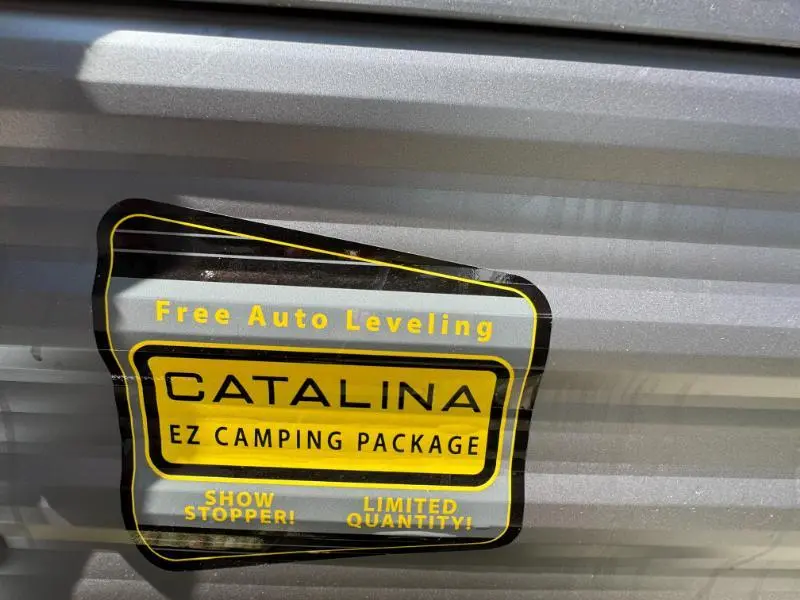 Free Auto Leveling
CATALINA
EZ CAMPING PACKAGE
SHOW
STOPPER!
LIMITED
QUANTITY!